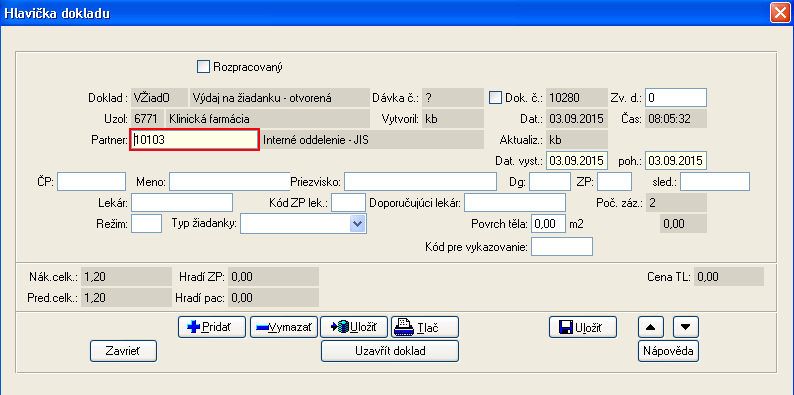 Hlavička dokladu
Rozpracovaný
Doklad : VŽiadO Výdaj na žiadanku - otvorená Dávka č.: ? Dok. č.: 10280 Zv. d.: 0
Uzol: 6771 Klinická farmácia Vytvoril: kb Dat.: 03.09.2015 Čas: 08:05:32
Partner: 10103 Interné oddelenie - JIS Aktualiz.: kb
Dat. vyst.: 03.09.2015 poh.: 03.09.2015
ČP: Meno: Priezvisko: Dg: ZP: sled.:
Lekár: Kód ZP lek.: Doporučujúci lekár: Poč. záz.: 2
Režim: Typ žiadanky: Povrch těla: 0,00 m2 0,00
Kód pre vykazovanie:
Nák.celk.: 1,20 Hradí ZP: 0,00 Cena TL: 0,00
Pred.celk.: 1,20 Hradí pac: 0,00
Pridať Vymazať Uložiť Tlač Uložiť
Zavrieť Uzavřít doklad Nápověda